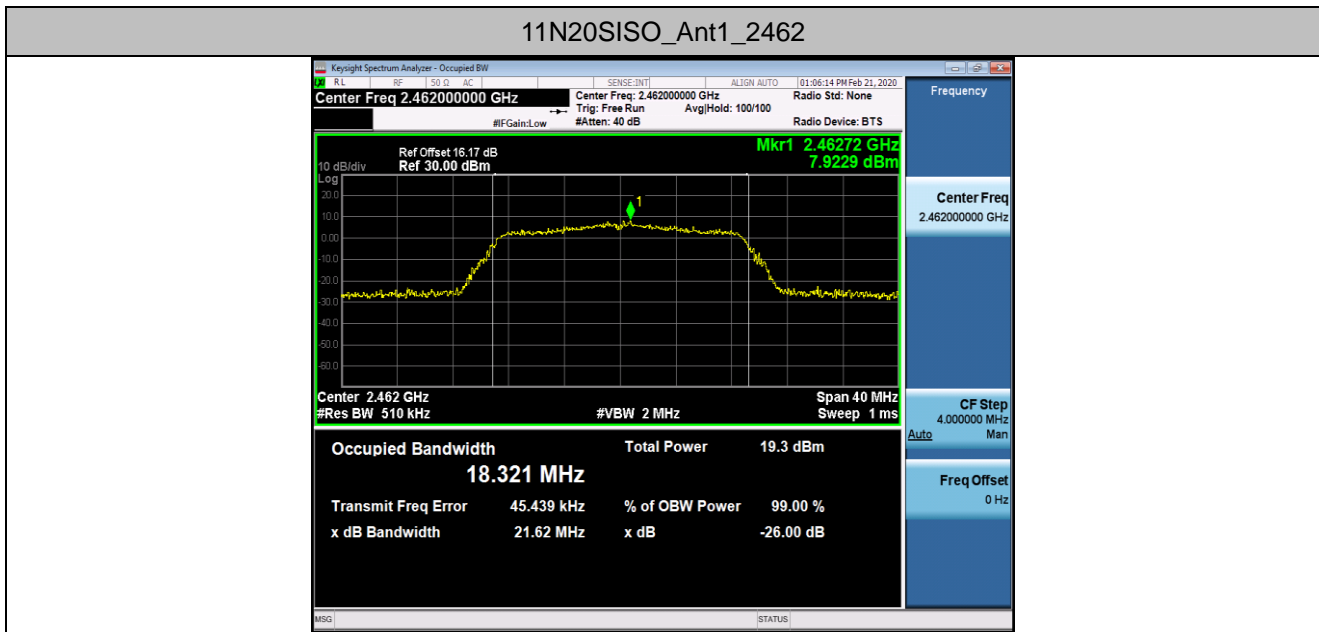 11N20SISO_Ant1_2462
Keysight Spectrum Analyzer - Occupied BW
RL RF 50 Ω AC SENSE:INT ALIGN AUTO 01:06:14 PM Feb 21, 2020
Center Freq 2.462000000 GHz
Center Freq: 2.462000000 GHz Radio Std: None
Trig: Free Run Avg|Hold: 100/100
#IFGain:Low #Atten: 40 dB Radio Device: BTS
Frequency
Mkr1 2.46272 GHz
7.9229 dBm
Ref Offset 16.17 dB
10 dB/div Ref 30.00 dBm
Log
20.0
10.0
0.00
-10.0
-20.0
-30.0
-40.0
-50.0
-60.0
1
Center 2.462 GHz Span 40 MHz
#Res BW 510 kHz #VBW 2 MHz Sweep 1 ms
Center Freq
2.462000000 GHz
CF Step
4.000000 MHz
Auto Man
Freq Offset
0 Hz
Occupied Bandwidth Total Power 19.3 dBm
18.321 MHz
Transmit Freq Error 45.439 kHz % of OBW Power 99.00 %
x dB Bandwidth 21.62 MHz x dB -26.00 dB
MSG STATUS